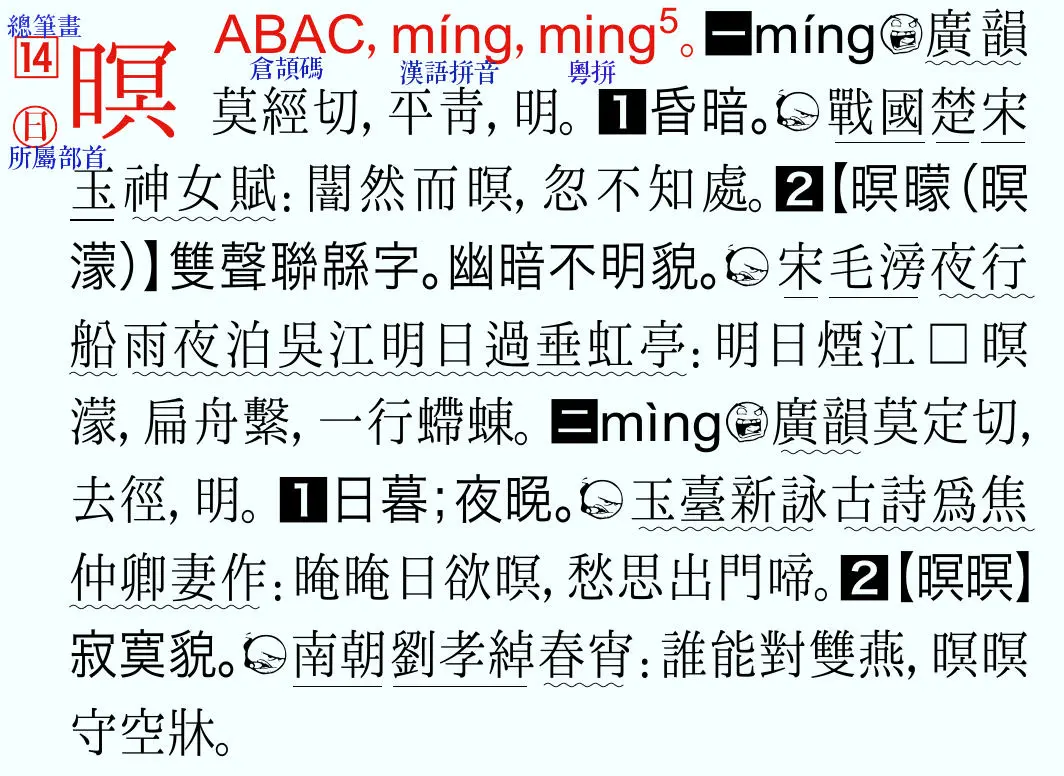 總筆畫
14 暝 ABAC, míng, ming⁵。一míng廣韻
倉頡碼 漢語拼音 粵拼
日 莫經切,平青,明。1昏暗。戰國楚宋
所屬部首
玉神女賦:闇然而暝,忽不知處。2【暝曚(暝
濛)】雙聲聯緜字。幽暗不明貌。宋毛滂夜行
船雨夜泊吳江明日過垂虹亭:明日煙江□暝
濛,扁舟繫,一行螮蝀。二mìng廣韻莫定切,
去徑,明。1日暮;夜晚。玉臺新詠古詩爲焦
仲卿妻作:晻晻日欲暝,愁思出門啼。2【暝暝】
寂寞貌。南朝劉孝綽春宵:誰能對雙燕,暝暝
守空牀。